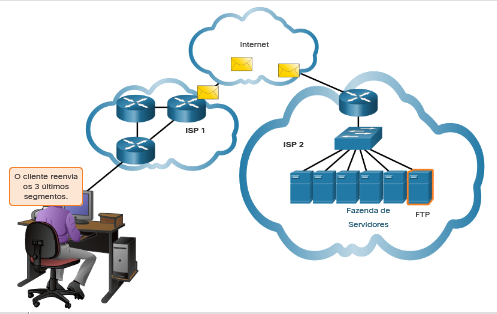 Internet
ISP 1
ISP 2
O cliente reenvia
os 3 últimos
segmentos.
Fazenda de
Servidores
FTP